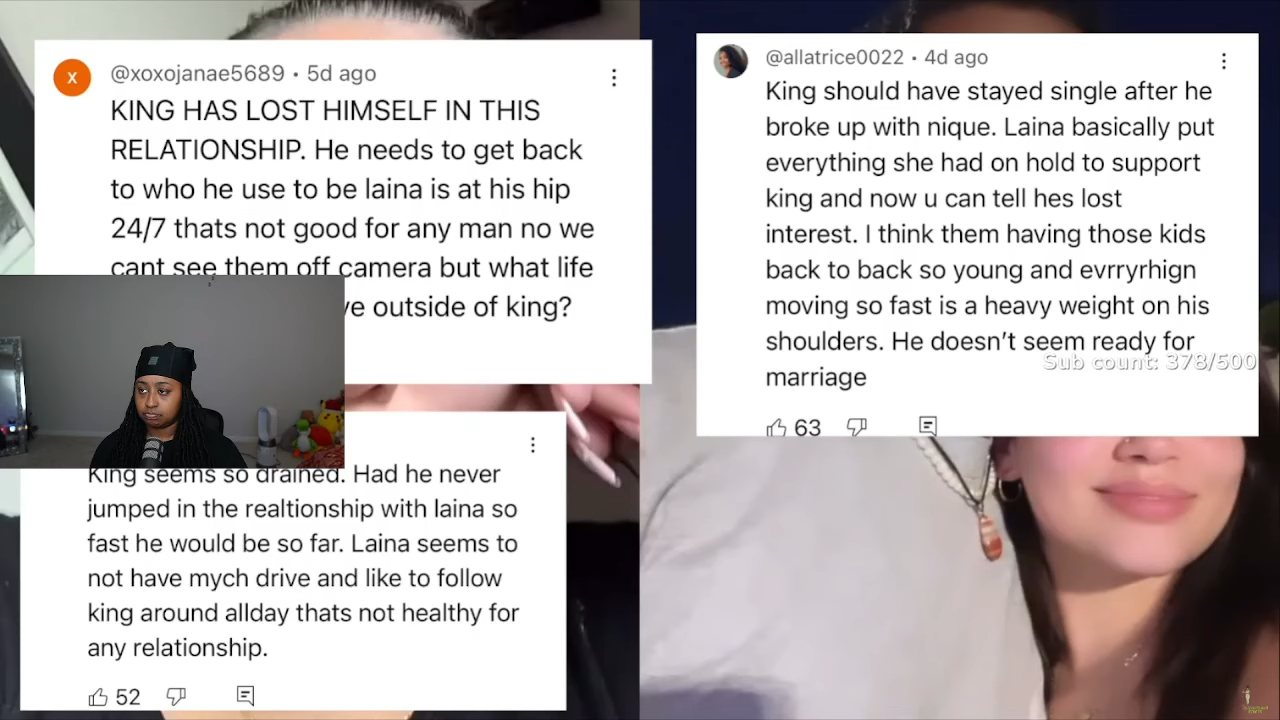 X
@xoxojanae5689 • 5d ago
KING HAS LOST HIMSELF IN THIS
RELATIONSHIP. He needs to get back
to who he use to be laina is at his hip
24/7 thats not good for any man no we
cant see them off camera but what life
ve outside of king?
King seems so drained. Had he never
jumped in the realtionship with laina so
fast he would be so far. Laina seems to
not have mych drive and like to follow
king around allday thats not healthy for
any relationship.
52
@allatrice0022 • 4d ago
King should have stayed single after he
broke up with nique. Laina basically put
everything she had on hold to support
king and now u can tell hes lost
interest. I think them having those kids
back to back so young and evrryrhign
moving so fast is a heavy weight on his
shoulders. He doesn’t seem ready for
marriage
Sub count: 378/500
63